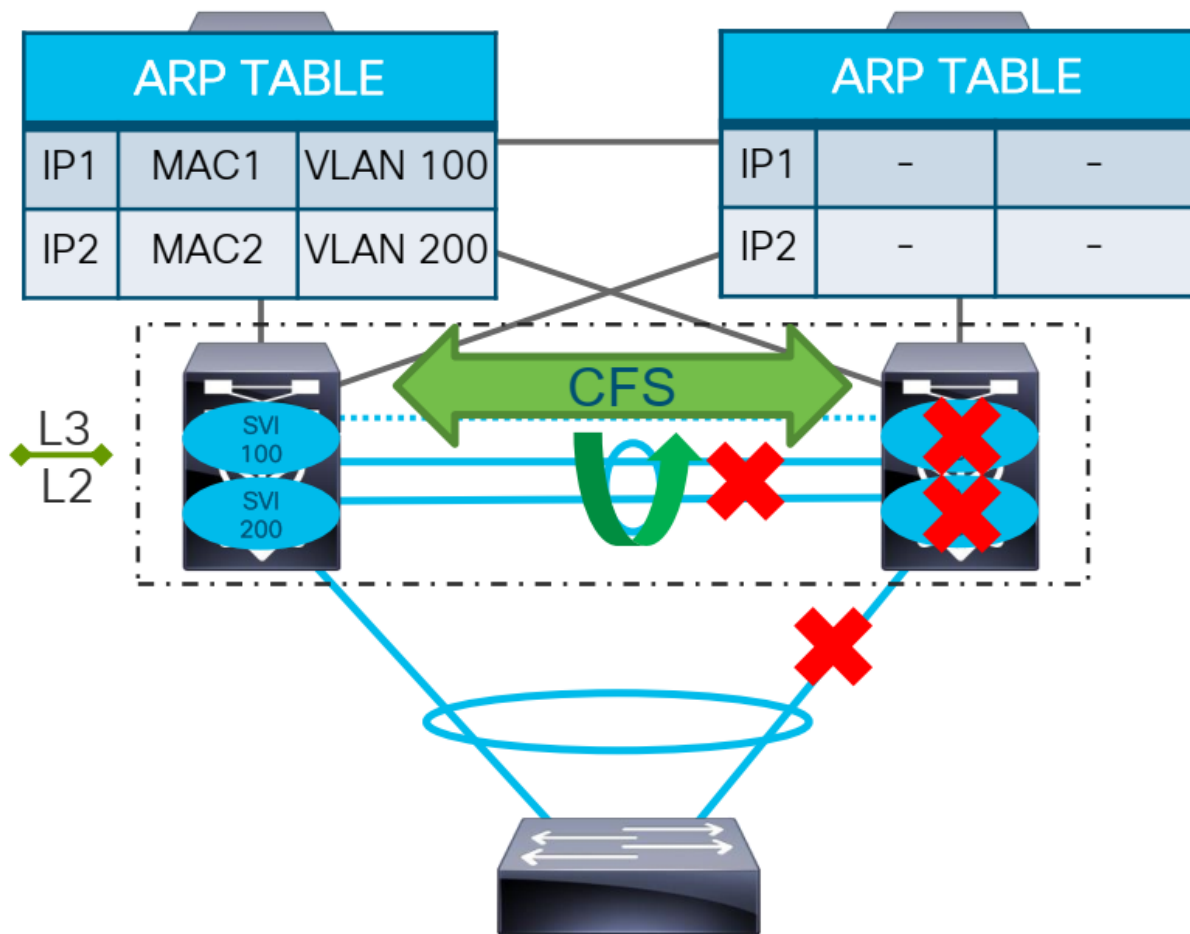 ARP TABLE
IP1 MAC1 VLAN 100
IP2 MAC2 VLAN 200
ARP TABLE
IP1 - -
IP2 - -
CFS
L3
L2
SVI
100
SVI
200